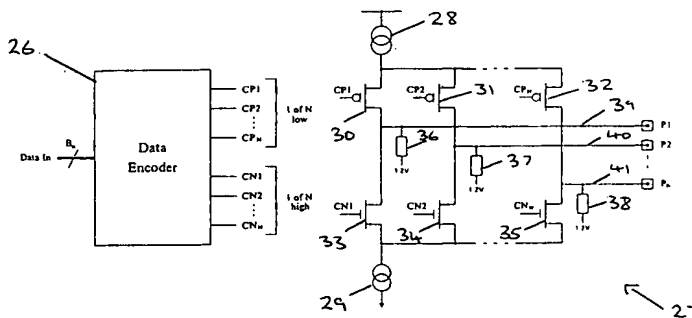 26
28
CP1
CP2
CPN
1 of N
low
CP1
CP2
CPN
31
32
30
39
P1
36
40
P2
Data In
Data
Encoder
1.2V
37
1.2V
41
CN1
CN2
CNN
1 of N
high
CN1
CN2
CNN
38
1.2V
33
34
35
29